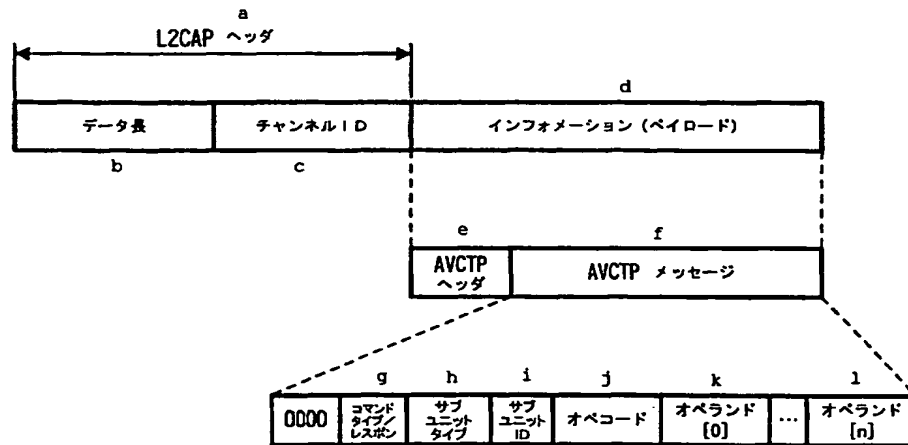 a
L2CAP ヘッダ
d
データ長
チャンネルID
インフォメーション(ペイロード)
b
c
e
f
AVCTP
ヘッダ
AVCTP メッセージ
g
h
i
j
k
l
0000
コマンド
タイプ/
レスポン
サブ
ユニット
タイプ
サブ
ユニット
ID
オペコード
オペランド
[0]
...
オペランド
[n]